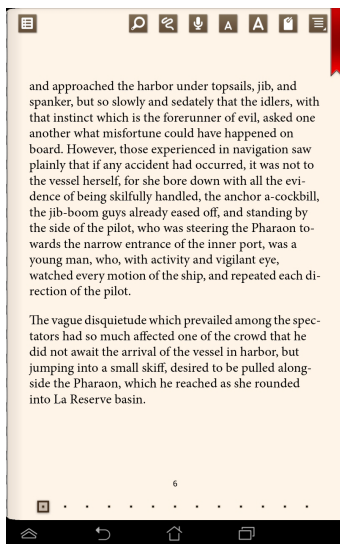 A
A
and approached the harbor under topsails, jib, and
spanker, but so slowly and sedately that the idlers, with
that instinct which is the forerunner of evil, asked one
another what misfortune could have happened on
board. However, those experienced in navigation saw
plainly that if any accident had occurred, it was not to
the vessel herself, for she bore down with all the evi-
dence of being skilfully handled, the anchor a-cockbill,
the jib-boom guys already eased off, and standing by
the side of the pilot, who was steering the Pharaon to-
wards the narrow entrance of the inner port, was a
young man, who, with activity and vigilant eye,
watched every motion of the ship, and repeated each di-
rection of the pilot.
The vague disquietude which prevailed among the spec-
tators had so much affected one of the crowd that he
did not await the arrival of the vessel in harbor, but
jumping into a small skiff, desired to be pulled along-
side the Pharaon, which he reached as she rounded
into La Reserve basin.
6